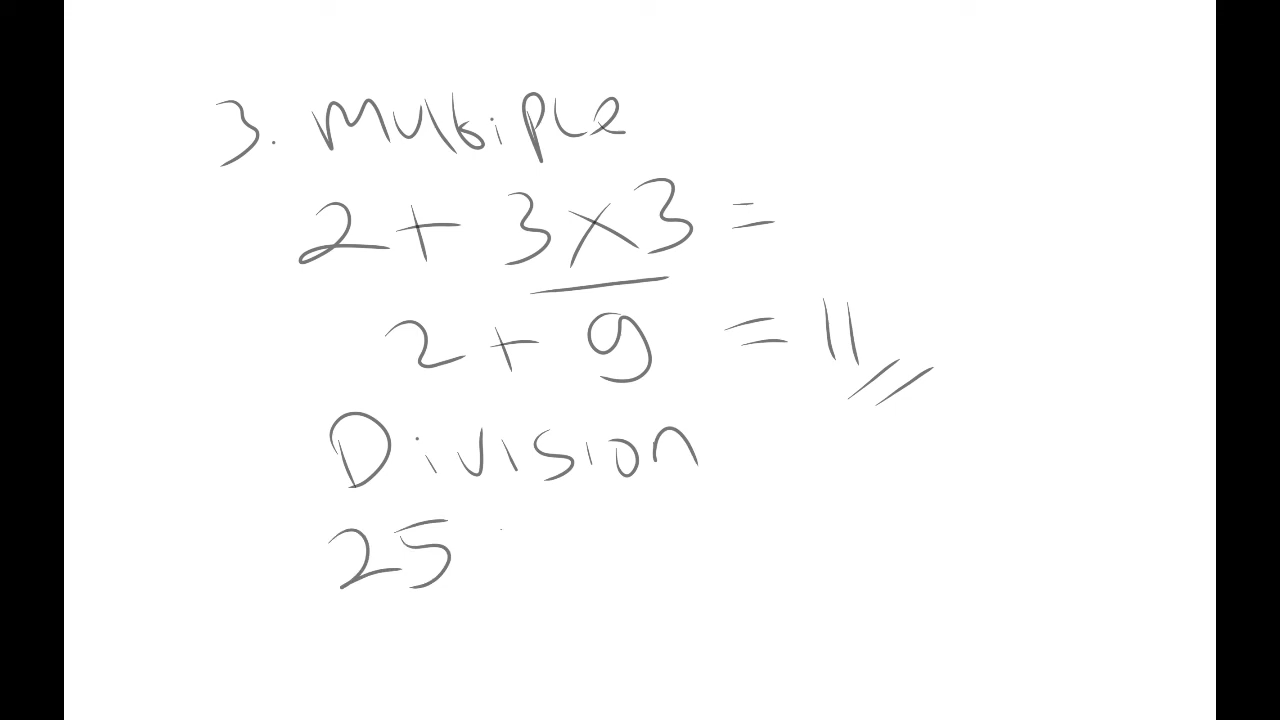 3. Multiple
2 + 3 × 3 =
2 + 9 = 11
Division
25